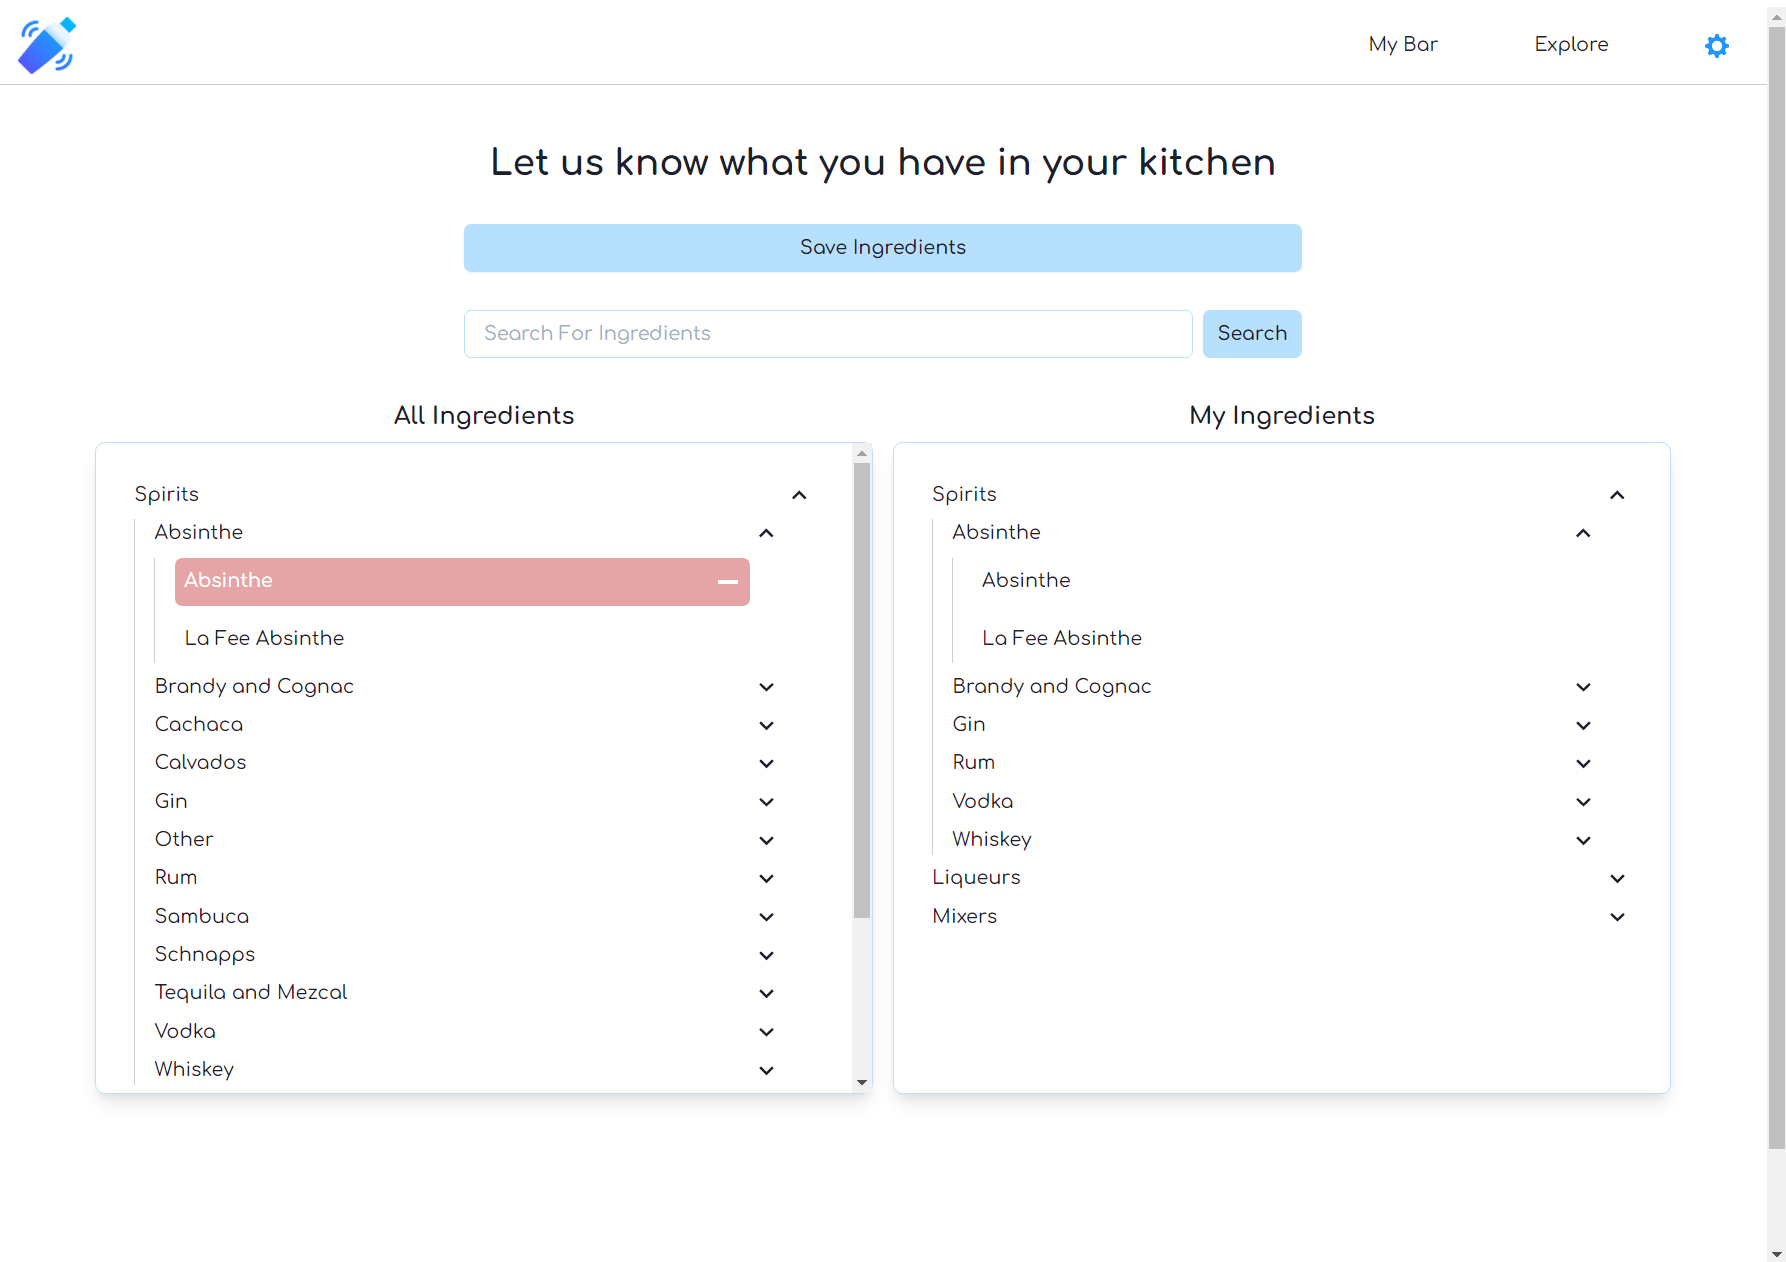 My Bar
Explore
Let us know what you have in your kitchen
Save Ingredients
Search For Ingredients
Search
All Ingredients
Spirits
Absinthe
Absinthe
La Fee Absinthe
Brandy and Cognac
Cachaca
Calvados
Gin
Other
Rum
Sambuca
Schnapps
Tequila and Mezcal
Vodka
Whiskey
My Ingredients
Spirits
Absinthe
Absinthe
La Fee Absinthe
Brandy and Cognac
Gin
Rum
Vodka
Whiskey
Liqueurs
Mixers